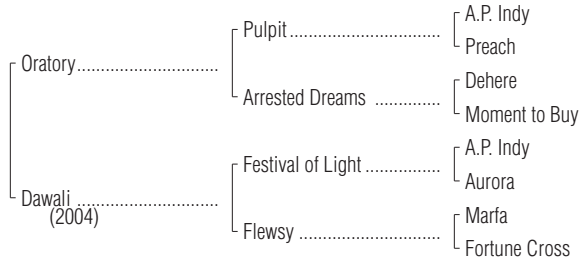 A.P. Indy
Pulpit
Preach
Oratory
Dehere
Arrested Dreams
Moment to Buy
A.P. Indy
Festival of Light
Aurora
Dawali
(2004)
Marfa
Flewsy
Fortune Cross